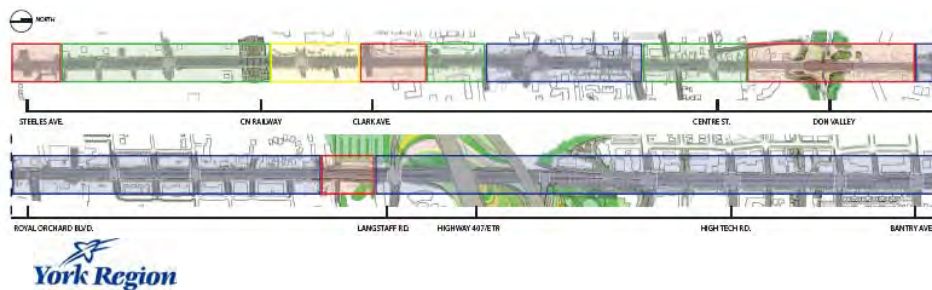 NORTH
STEELES AVE.
CN RAILWAY
CLARK AVE.
CENTRE ST.
DON VALLEY
ROYAL ORCHARD BLVD.
LANGSTAFF RD.
HIGHWAY 407/ETR
HIGH TECH RD.
BANTRY AVE
York Region